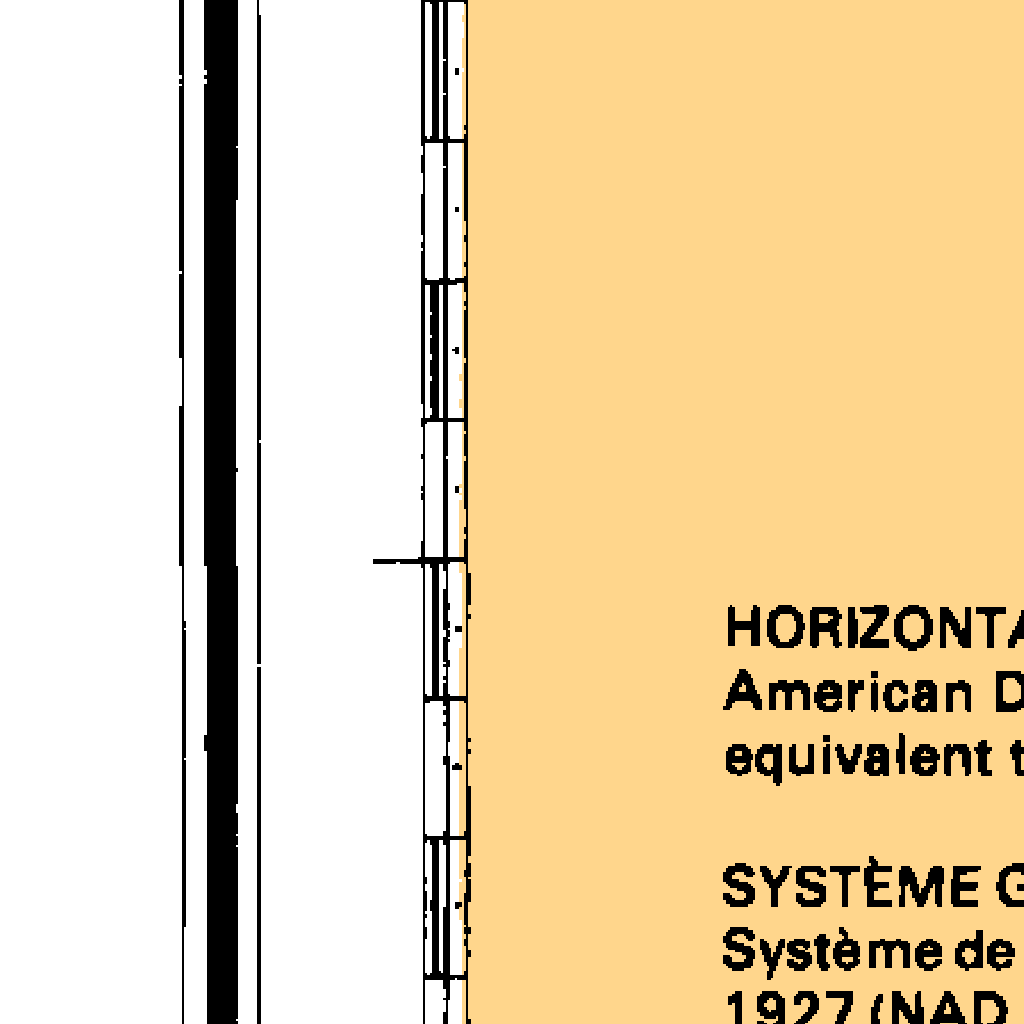 HORIZONTA
American D
equivalent t
SYSTÈME G
Système de
1927 (NAD